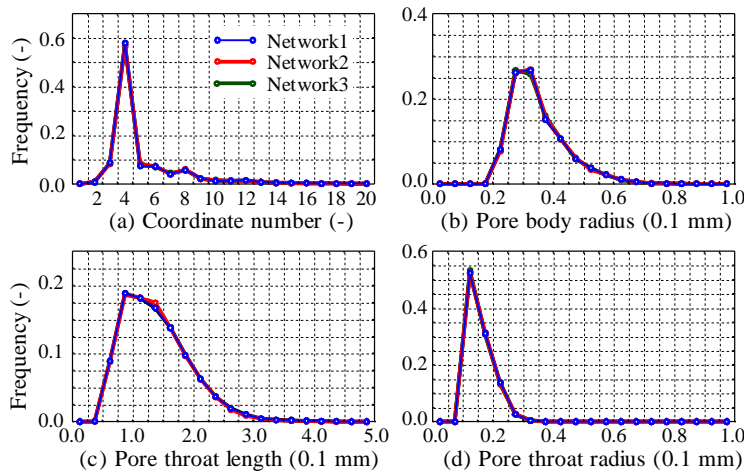 Frequency (-)
0.6
0.4
0.2
0.0
Network1
Network2
Network3
2 4 6 8 10 12 14 16 18 20
(a) Coordinate number (-)
0.4
0.2
0.0
0.0 0.2 0.4 0.6 0.8 1.0
(b) Pore body radius (0.1 mm)
Frequency (-)
0.2
0.1
0.0
0.0 1.0 2.0 3.0 4.0 5.0
(c) Pore throat length (0.1 mm)
0.6
0.4
0.2
0.0
0.0 0.2 0.4 0.6 0.8 1.0
(d) Pore throat radius (0.1 mm)